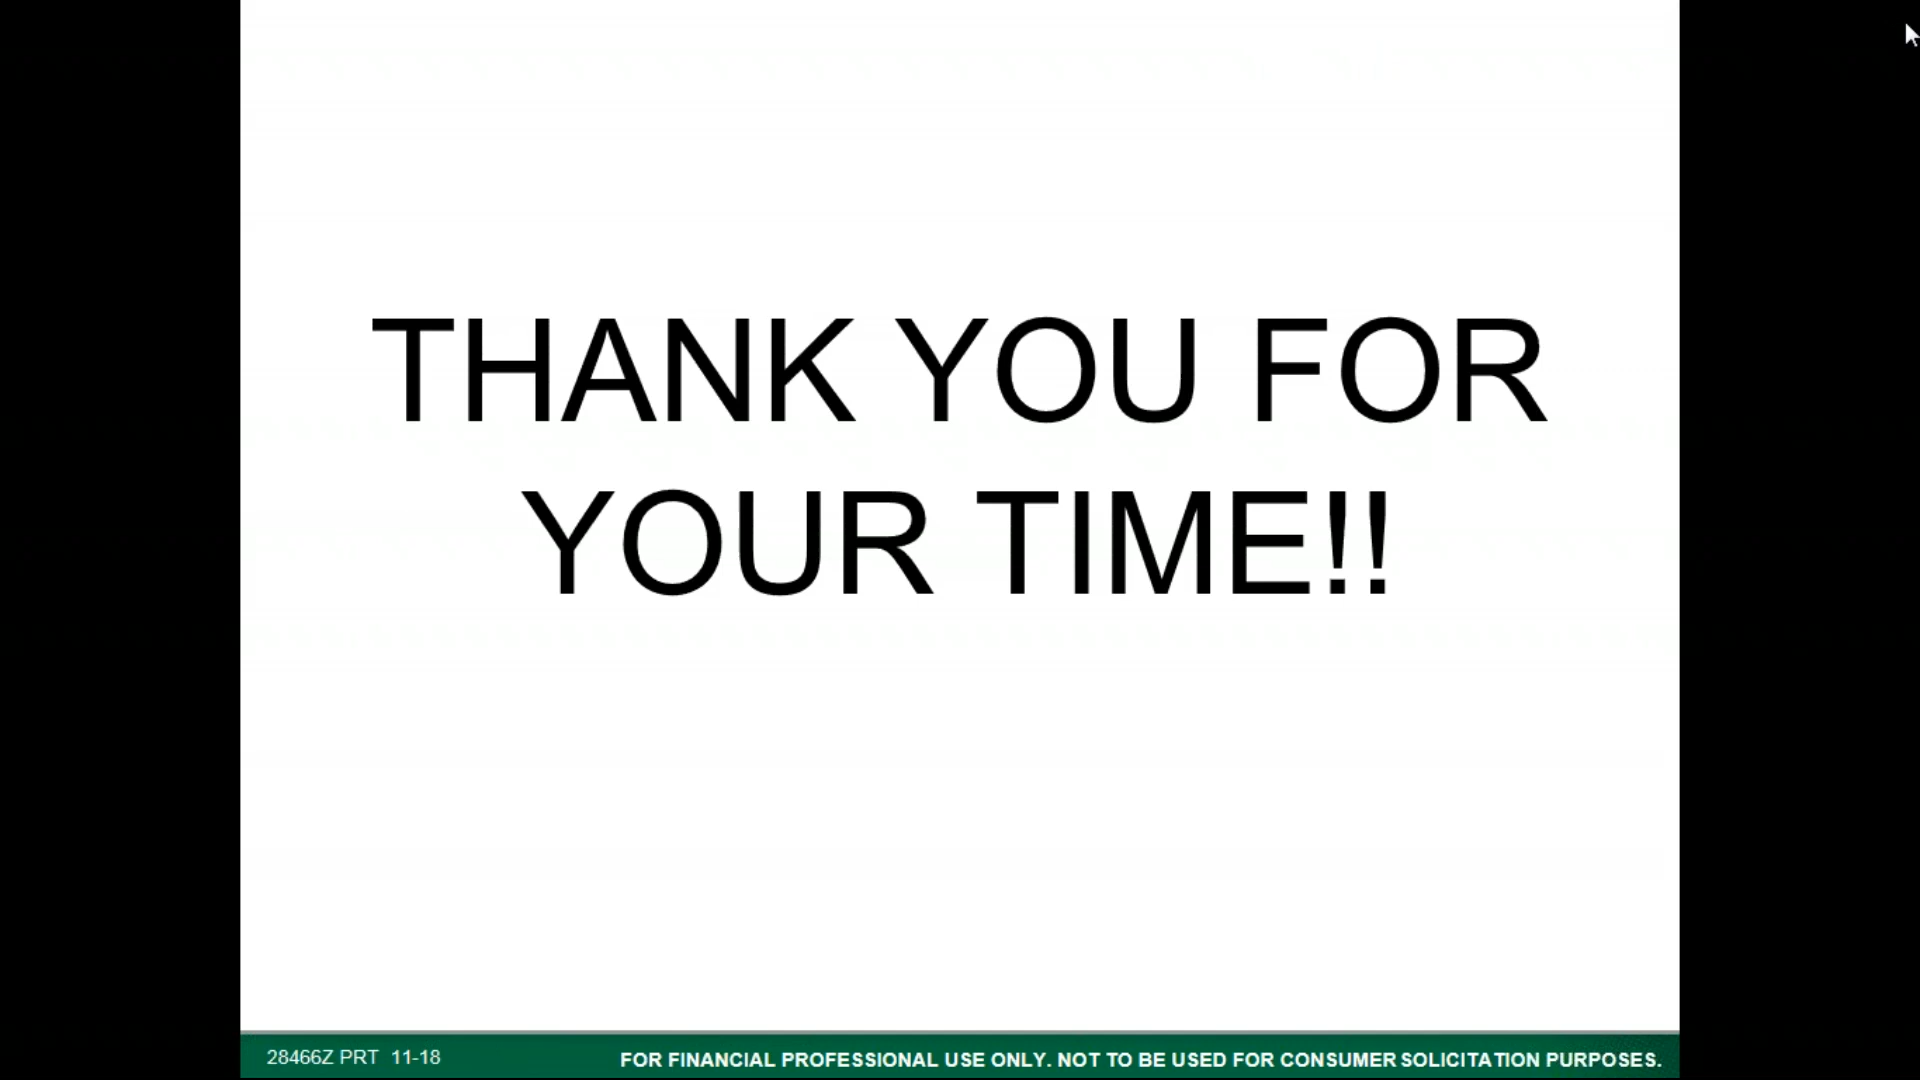 THANK YOU FOR
YOUR TIME!!
28466Z PRT 11-18
FOR FINANCIAL PROFESSIONAL USE ONLY. NOT TO BE USED FOR CONSUMER SOLICITATION PURPOSES.